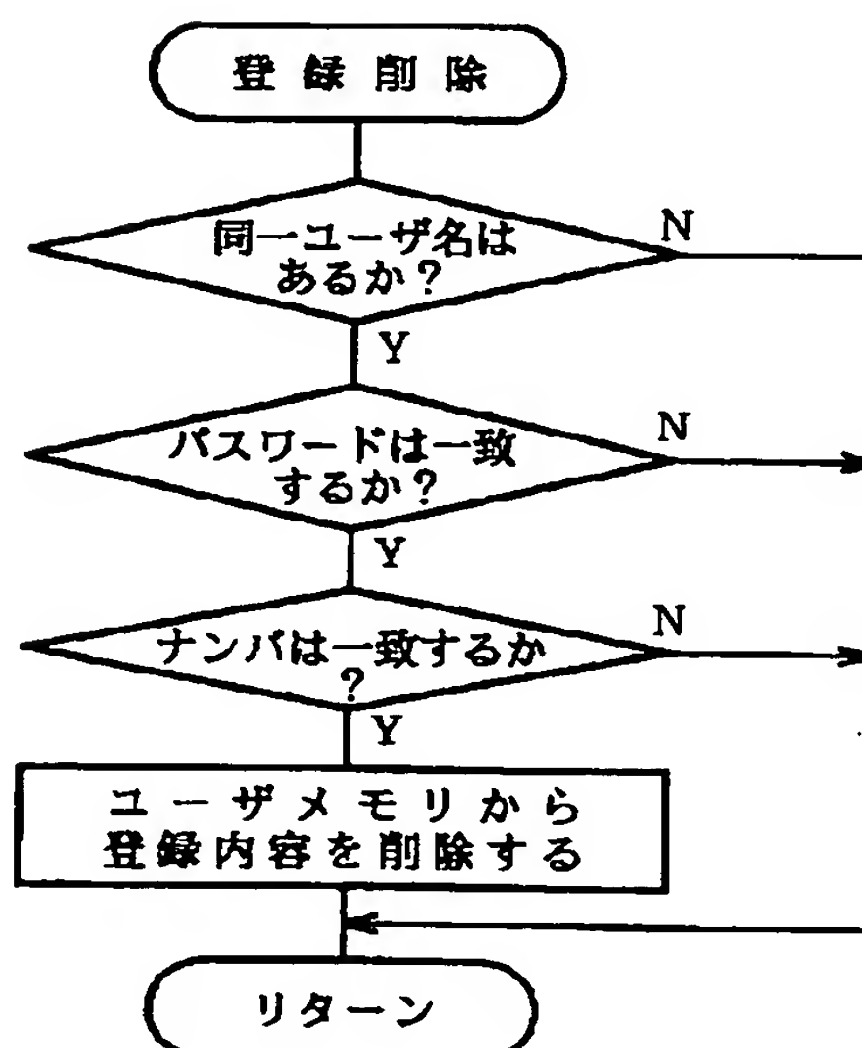 登録削除
同一ユーザ名は
あるか？
N
Y
パスワードは一致
するか？
N
Y
ナンバは一致するか
？
N
Y
ユーザメモリから
登録内容を削除する
リターン